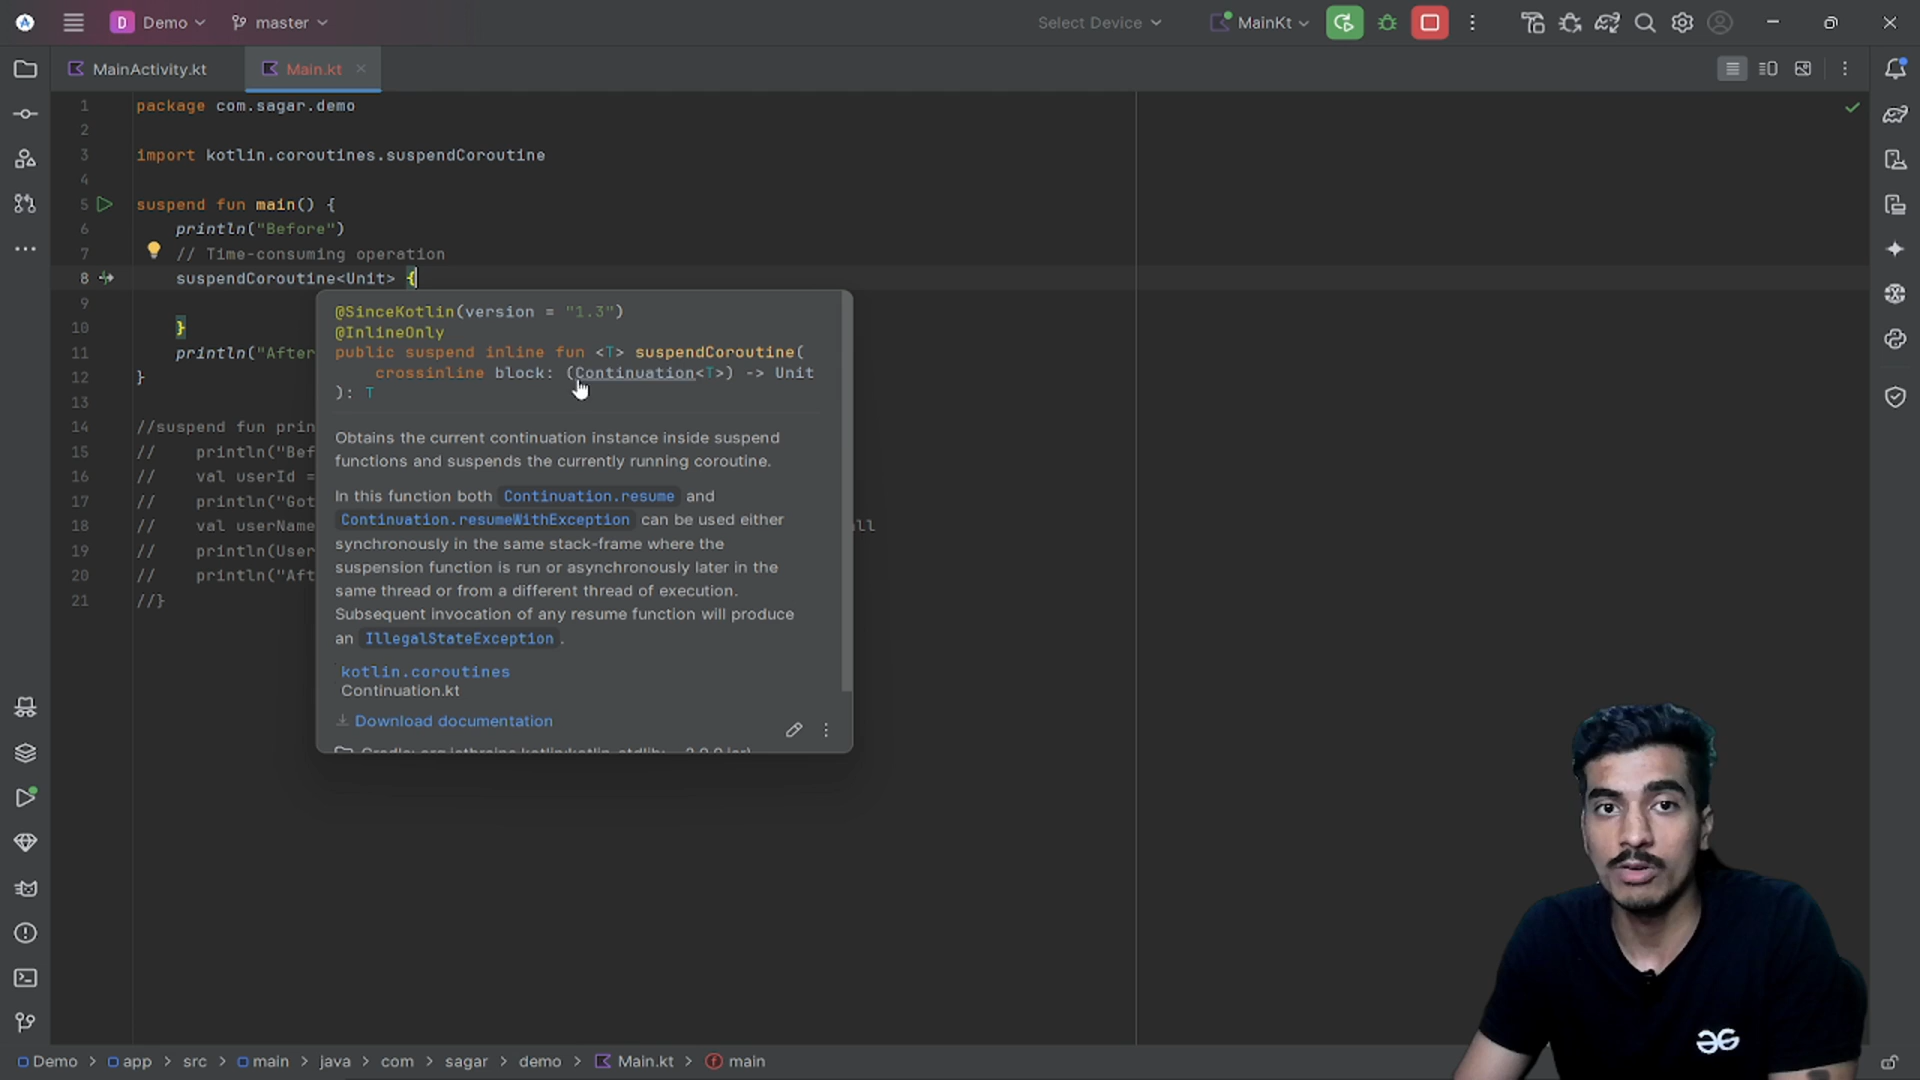 D Demo
master
Select Device
MainKt
MainActivity.kt
Main.kt
1 package com.sagar.demo
2
3 import kotlin.coroutines.suspendCoroutine
4
5 suspend fun main() {
6 println("Before")
7 // Time-consuming operation
8 suspendCoroutine<Unit> {
9
10 }
11 println("After
12 }
13
14 //suspend fun prin
15 // println("Bef
16 // val userId =
17 // println("Got
18 // val userName
19 // println(User
20 // println("Aft
21 //}
@SinceKotlin(version = "1.3")
@InlineOnly
public suspend inline fun <T> suspendCoroutine(
crossinline block: (Continuation<T>) -> Unit
): T
Obtains the current continuation instance inside suspend
functions and suspends the currently running coroutine.
In this function both Continuation.resume and
Continuation.resumeWithException can be used either
synchronously in the same stack-frame where the
suspension function is run or asynchronously later in the
same thread or from a different thread of execution.
Subsequent invocation of any resume function will produce
an IllegalStateException .
kotlin.coroutines
Continuation.kt
Download documentation
Demo > app > src > main > java > com > sagar > demo > Main.kt > main